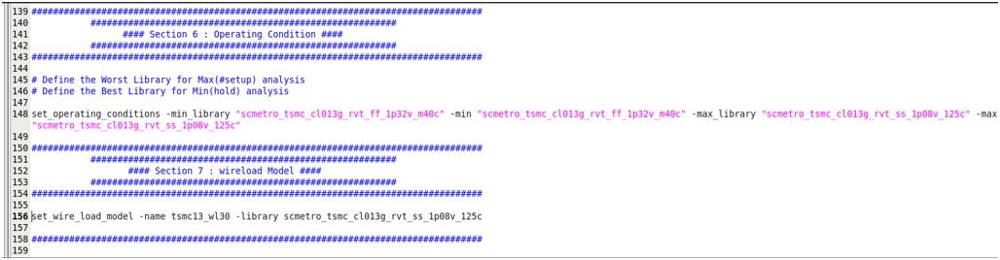 139 #####################################################################################
140            #########################################################
141                  #### Section 6 : Operating Condition ####
142            #########################################################
143 #####################################################################################
144
145 # Define the Worst Library for Max(#setup) analysis
146 # Define the Best Library for Min(hold) analysis
147
148 set_operating_conditions -min_library "scmetro_tsmc_cl013g_rvt_ff_1p32v_m40c" -min "scmetro_tsmc_cl013g_rvt_ff_1p32v_m40c" -max_library "scmetro_tsmc_cl013g_rvt_ss_1p08v_125c" -max
"scmetro_tsmc_cl013g_rvt_ss_1p08v_125c"
149
150 #####################################################################################
151            #########################################################
152                   #### Section 7 : wireload Model ####
153            #########################################################
154 #####################################################################################
155
156 set_wire_load_model -name tsmc13_wl30 -library scmetro_tsmc_cl013g_rvt_ss_1p08v_125c
157
158 #####################################################################################
159